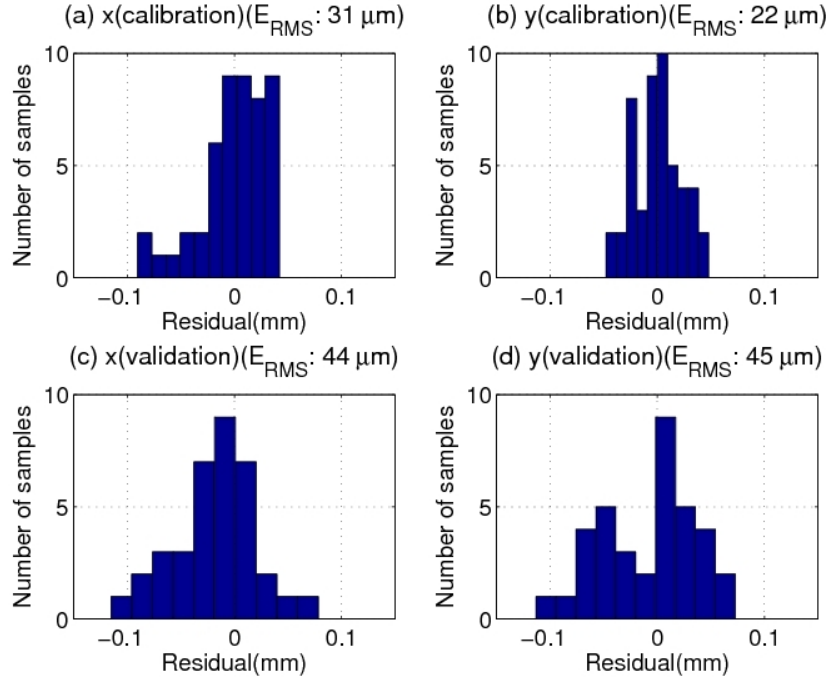 (a) x(calibration)(E_RMS: 31 μm)
10
5
0
Number of samples
−0.1 0 0.1
Residual(mm)
(b) y(calibration)(E_RMS: 22 μm)
10
5
0
Number of samples
−0.1 0 0.1
Residual(mm)
(c) x(validation)(E_RMS: 44 μm)
10
5
0
Number of samples
−0.1 0 0.1
Residual(mm)
(d) y(validation)(E_RMS: 45 μm)
10
5
0
Number of samples
−0.1 0 0.1
Residual(mm)